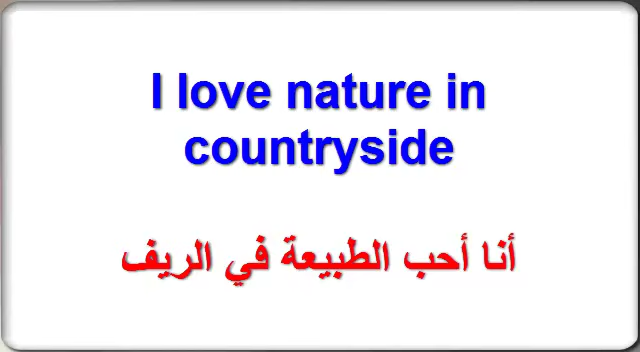 I love nature in
countryside
أنا أحب الطبيعة في الريف